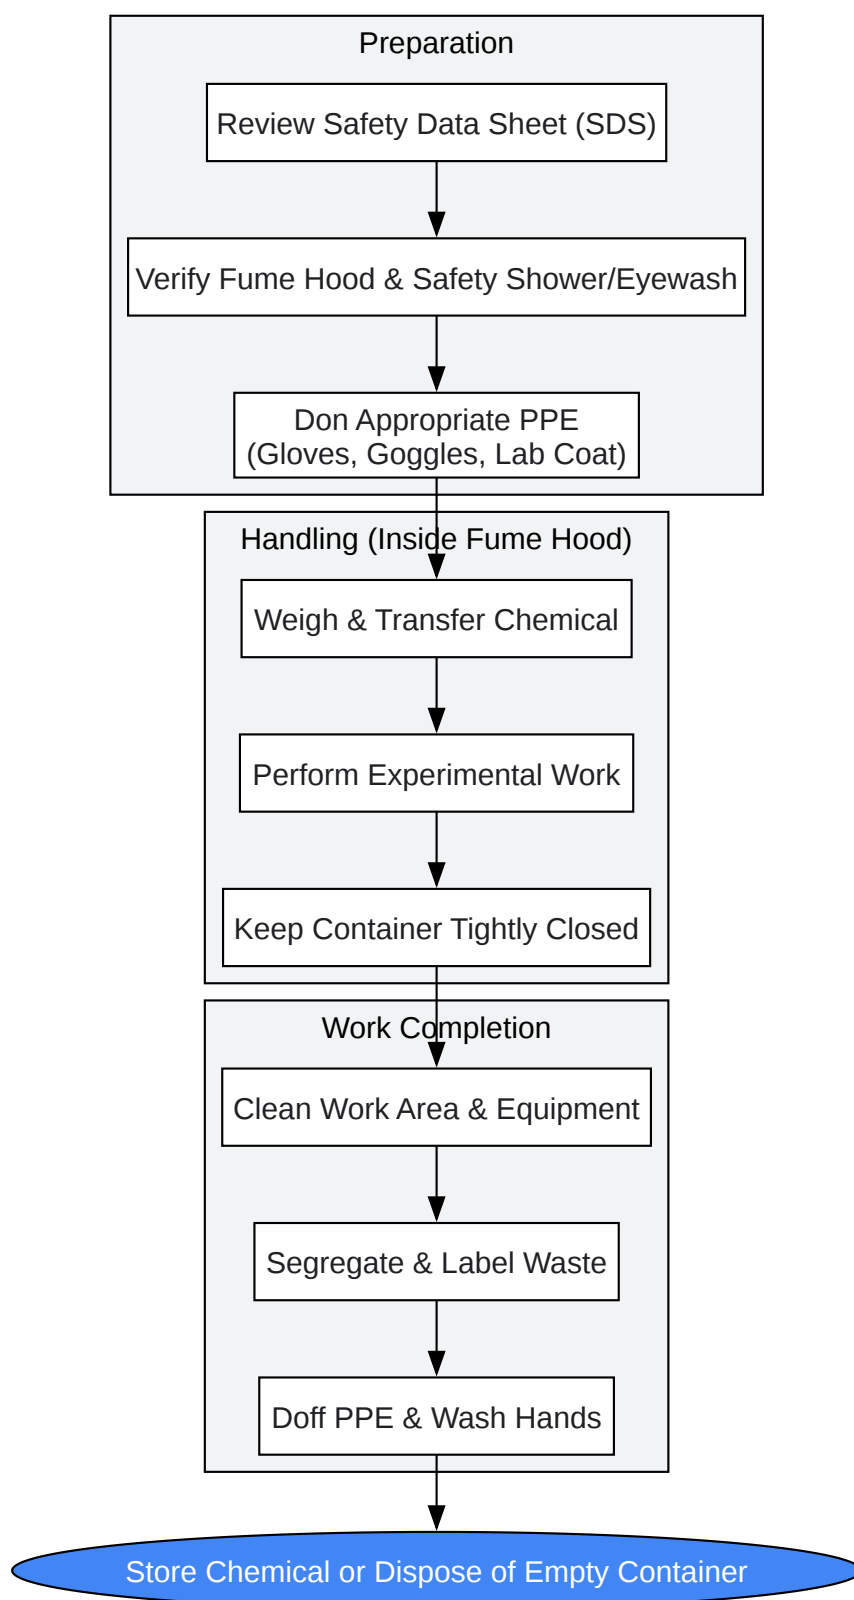 Preparation
Review Safety Data Sheet (SDS)
Verify Fume Hood & Safety Shower/Eyewash
Don Appropriate PPE
(Gloves, Goggles, Lab Coat)
Handling (Inside Fume Hood)
Weigh & Transfer Chemical
Perform Experimental Work
Keep Container Tightly Closed
Work Completion
Clean Work Area & Equipment
Segregate & Label Waste
Doff PPE & Wash Hands
Store Chemical or Dispose of Empty Container